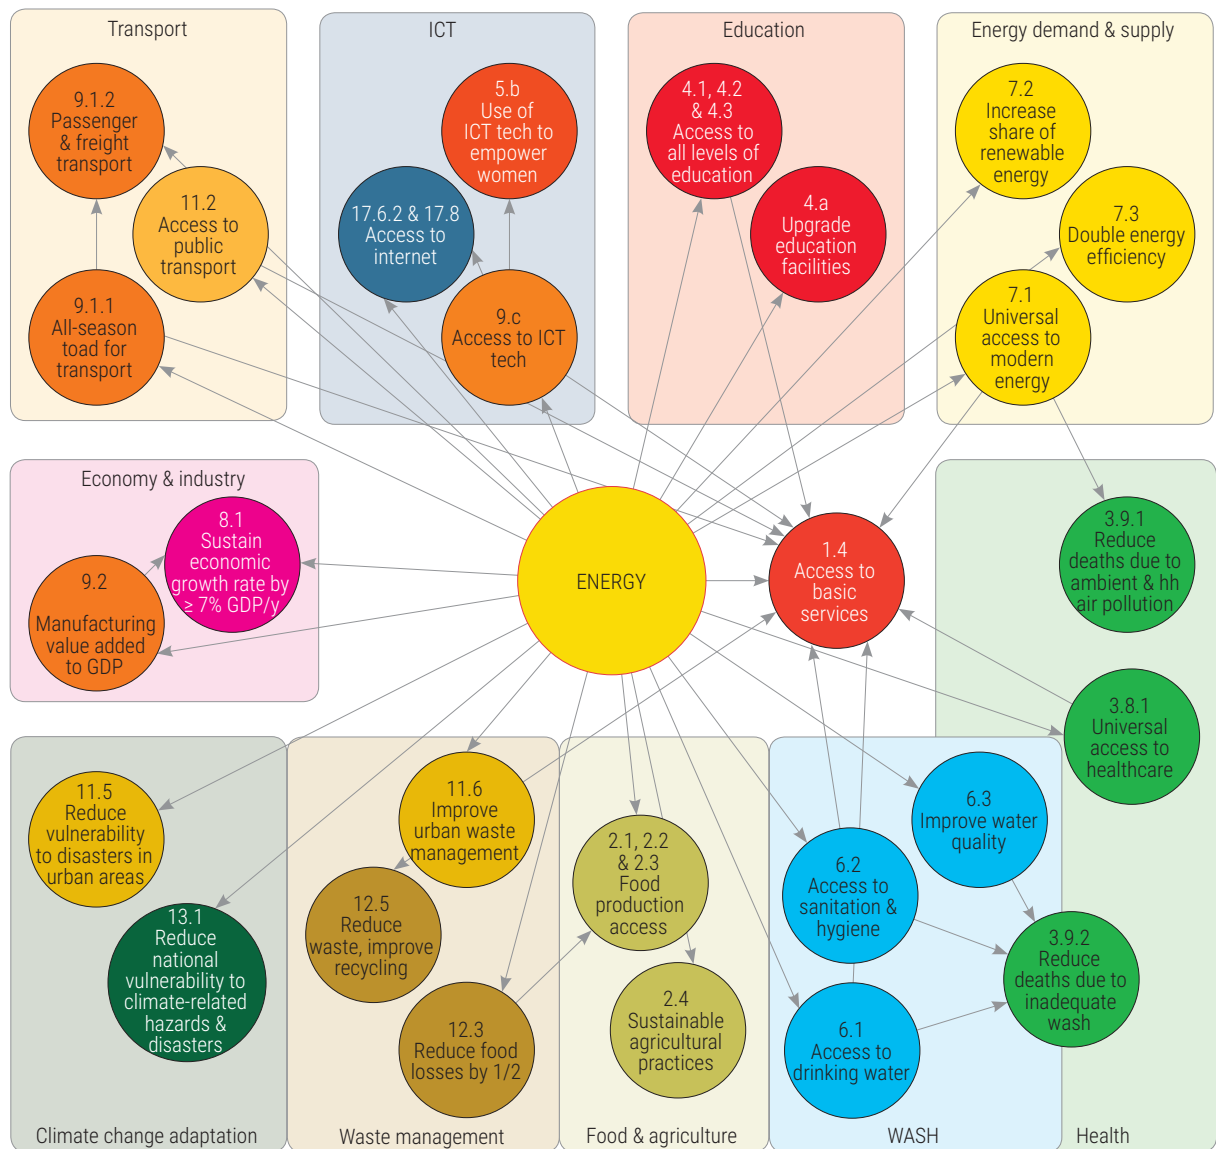 Transport
9.1.2
Passenger
& freight
transport
11.2
Access to
public
transport
9.1.1
All-season
toad for
transport
ICT
5.b
Use of
ICT tech to
empower
women
17.6.2 & 17.8
Access to
internet
9.c
Access to ICT
tech
Education
4.1, 4.2
& 4.3
Access to
all levels of
education
4.a
Upgrade
education
facilities
Energy demand & supply
7.2
Increase
share of
renewable
energy
7.3
Double energy
efficiency
7.1
Universal
access to
modern
energy
Economy & industry
8.1
Sustain
economic
growth rate by
≥ 7% GDP/y
9.2
Manufacturing
value added
to GDP
ENERGY
1.4
Access to
basic
services
3.9.1
Reduce
deaths due to
ambient & hh
air pollution
3.8.1
Universal
access to
healthcare
11.5
Reduce
vulnerability
to disasters in
urban areas
13.1
Reduce
national
vulnerability to
climate-related
hazards &
disasters
Climate change adaptation
11.6
Improve
urban waste
management
12.5
Reduce
waste, improve
recycling
12.3
Reduce food
losses by 1/2
Waste management
2.1, 2.2
& 2.3
Food
production
access
2.4
Sustainable
agricultural
practices
Food & agriculture
6.3
Improve water
quality
6.2
Access to
sanitation &
hygiene
6.1
Access to
drinking water
WASH
3.9.2
Reduce
deaths due to
inadequate
wash
Health